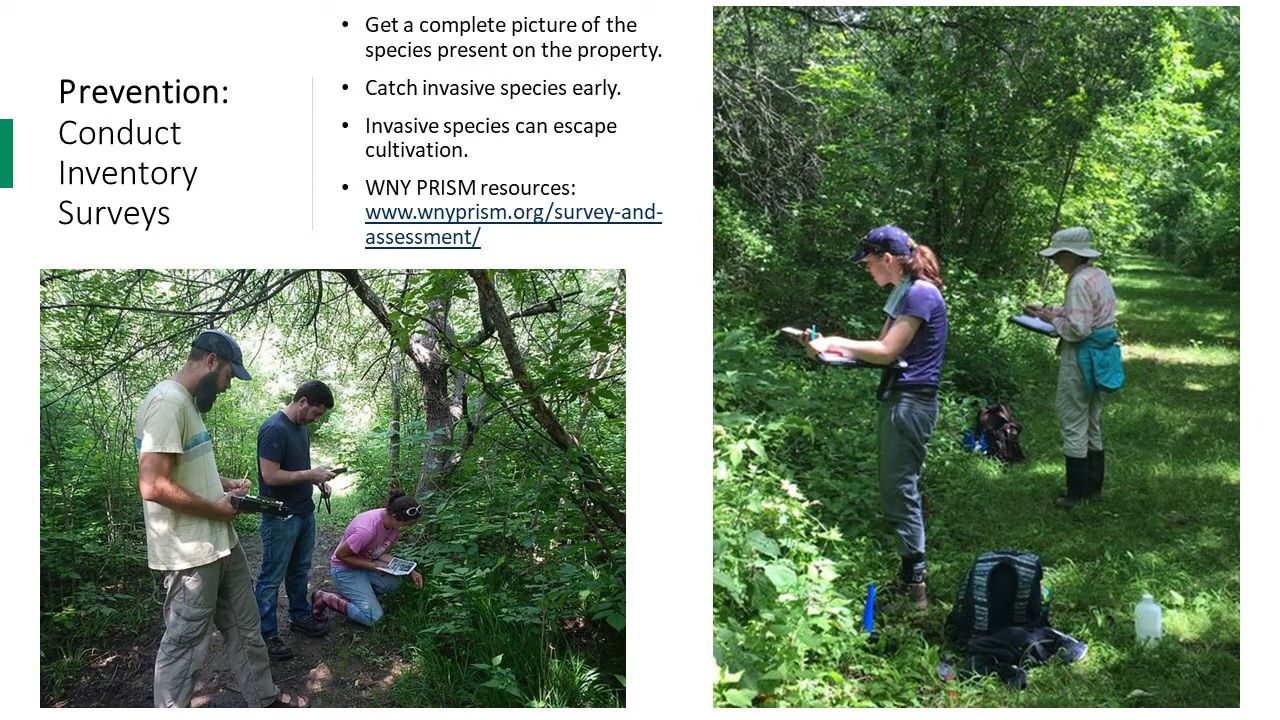 Prevention:
Conduct
Inventory
Surveys
• Get a complete picture of the
species present on the property.
• Catch invasive species early.
• Invasive species can escape
cultivation.
• WNY PRISM resources:
www.wnyprism.org/survey-and-
assessment/